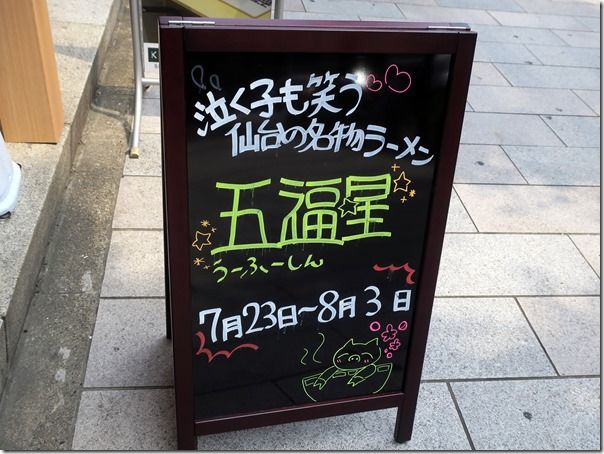 泣く子も笑う
仙台の名物ラーメン
五福星
うーふーしん
7月23日〜8月3日